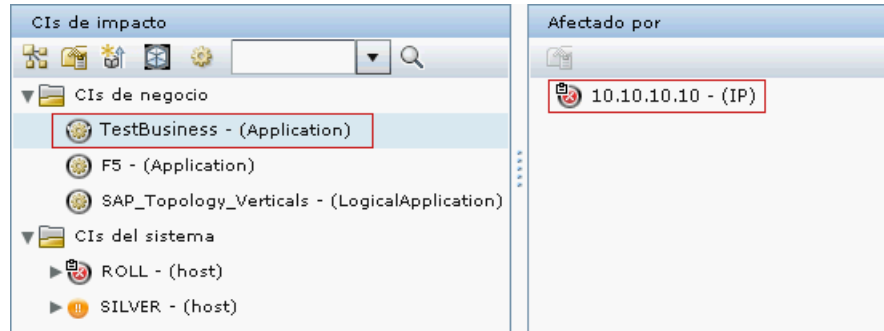 CIs de impacto
CIs de negocio
TestBusiness - (Application)
F5 - (Application)
SAP_Topology_Verticals - (LogicalApplication)
CIs del sistema
ROLL - (host)
SILVER - (host)
Afectado por
10.10.10.10 - (IP)